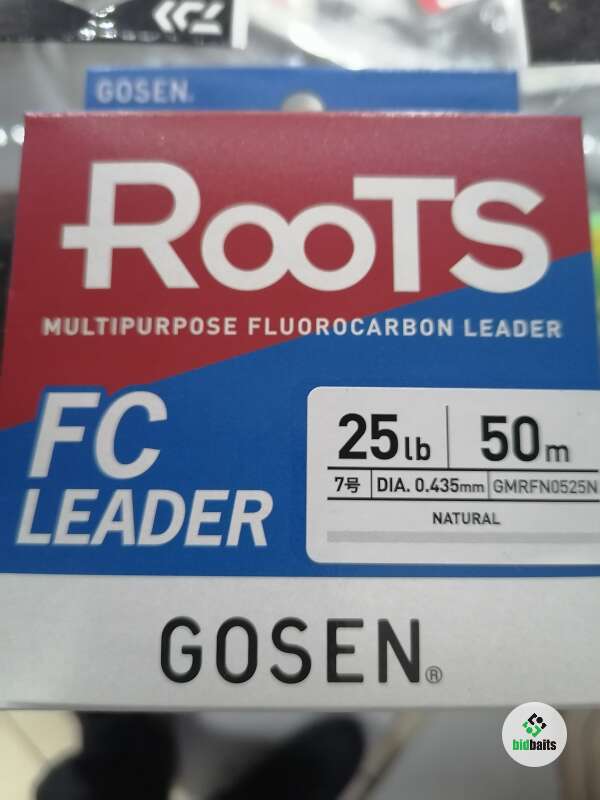 GOSEN®
ROOTS
MULTIPURPOSE FLUOROCARBON LEADER
FC
LEADER
25lb 50m
7号 DIA. 0.435mm GMRFN0525N
NATURAL
GOSEN®
bidbaits